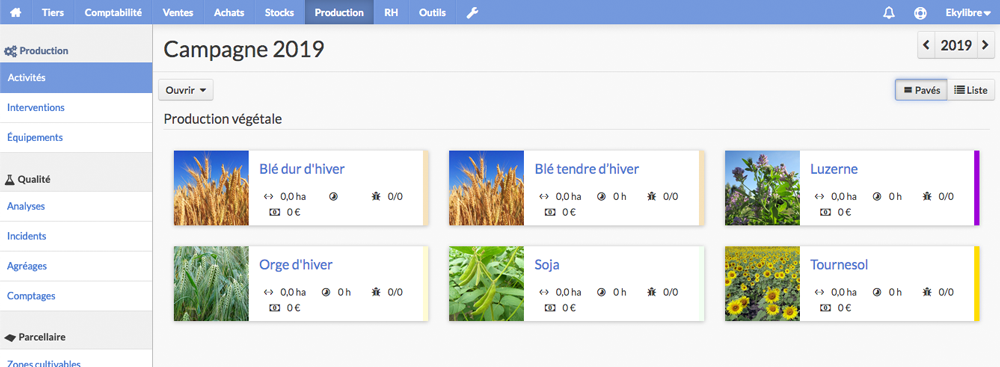 Tiers Comptabilité Ventes Achats Stocks Production RH Outils Ekylibre
Production
Activités
Interventions
Équipements
Qualité
Analyses
Incidents
Agréages
Comptages
Parcellaire
Zones cultivables
Campagne 2019
2019
Ouvrir
Pavés Liste
Production végétale
Blé dur d'hiver
0,0 ha 0/0
0 €
Blé tendre d'hiver
0,0 ha 0 h 0/0
0 €
Luzerne
0,0 ha 0 h 0/0
0 €
Orge d'hiver
0,0 ha 0 h 0/0
0 €
Soja
0,0 ha 0 h 0/0
0 €
Tournesol
0,0 ha 0 h 0/0
0 €